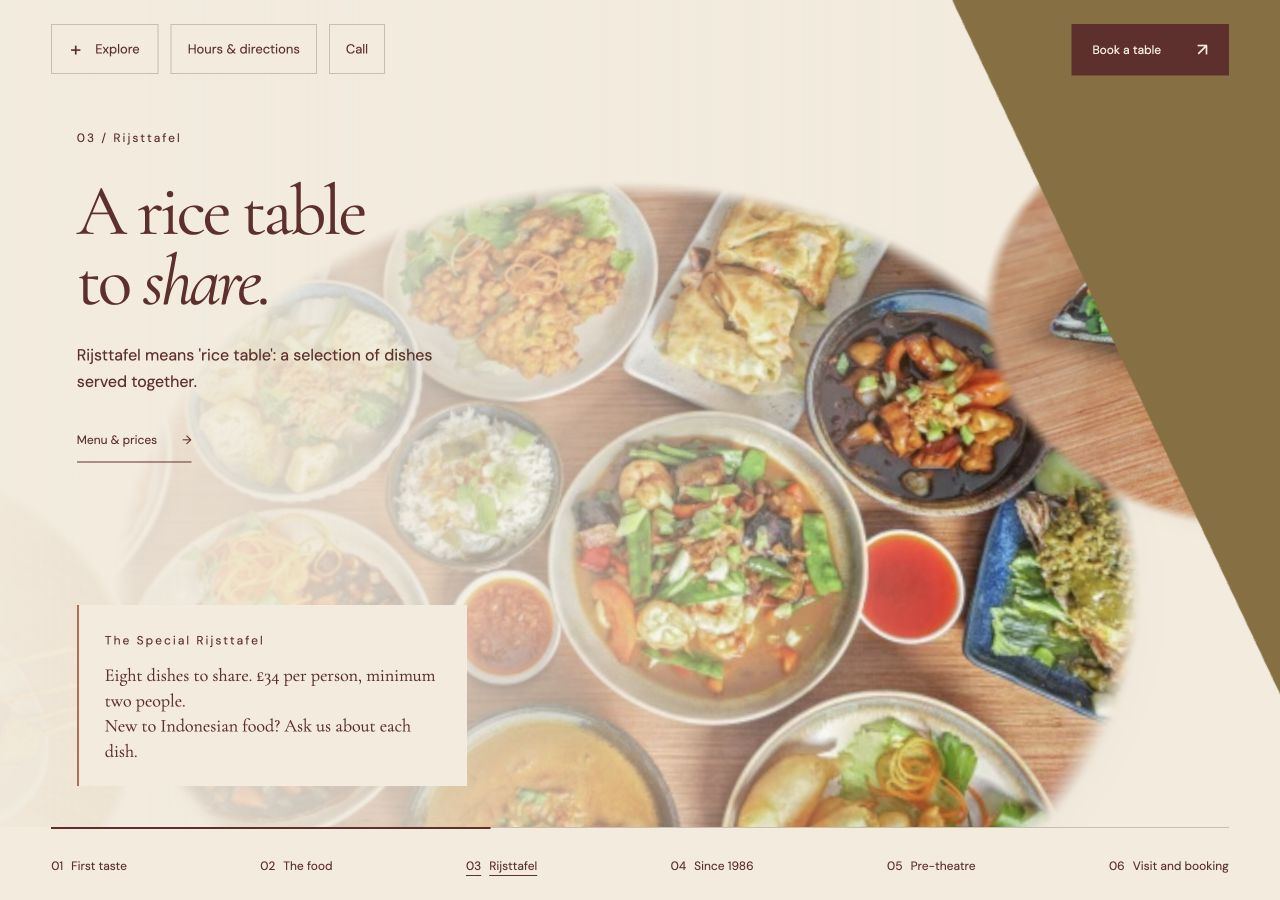 Explore
Hours & directions
Call
Book a table
03 / Rijsttafel
A rice table
to share.
Rijsttafel means 'rice table': a selection of dishes
served together.
Menu & prices
The Special Rijsttafel
Eight dishes to share. £34 per person, minimum
two people.
New to Indonesian food? Ask us about each
dish.
01 First taste
02 The food
03 Rijsttafel
04 Since 1986
05 Pre-theatre
06 Visit and booking